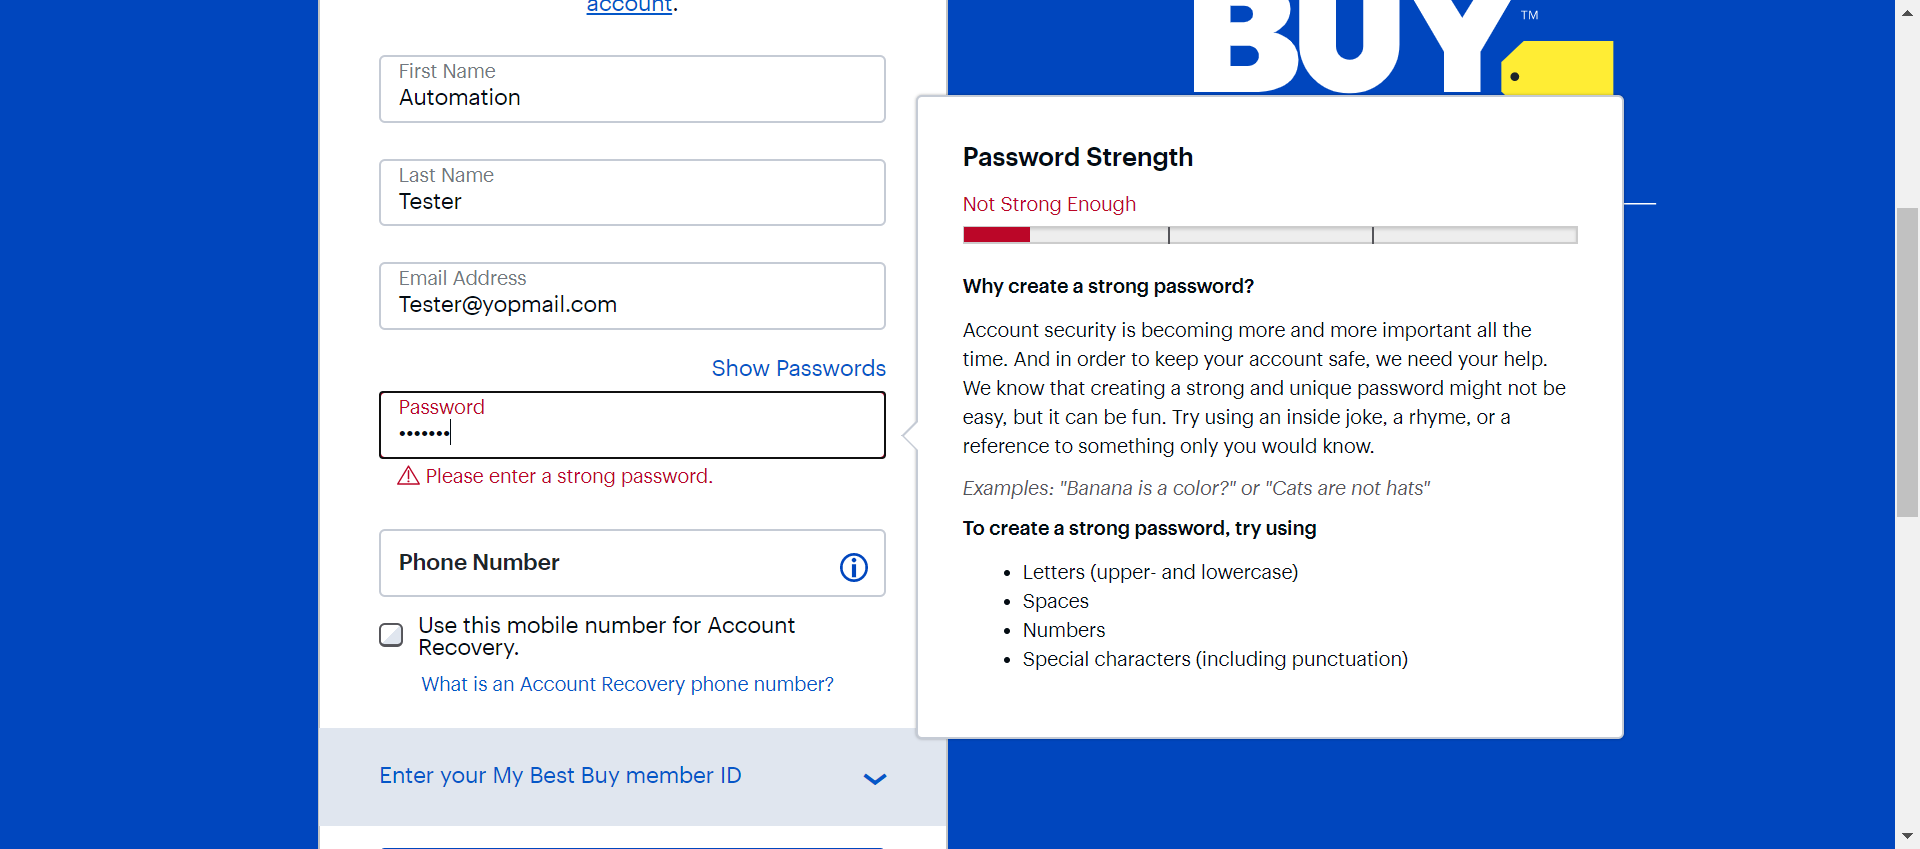 account.
BUY
TM
First Name
Automation
Last Name
Tester
Email Address
Tester@yopmail.com
Show Passwords
Password
•••••••
Please enter a strong password.
Phone Number
Use this mobile number for Account
Recovery.
What is an Account Recovery phone number?
Enter your My Best Buy member ID
Password Strength
Not Strong Enough
Why create a strong password?
Account security is becoming more and more important all the
time. And in order to keep your account safe, we need your help.
We know that creating a strong and unique password might not be
easy, but it can be fun. Try using an inside joke, a rhyme, or a
reference to something only you would know.
Examples: "Banana is a color?" or "Cats are not hats"
To create a strong password, try using
• Letters (upper- and lowercase)
• Spaces
• Numbers
• Special characters (including punctuation)